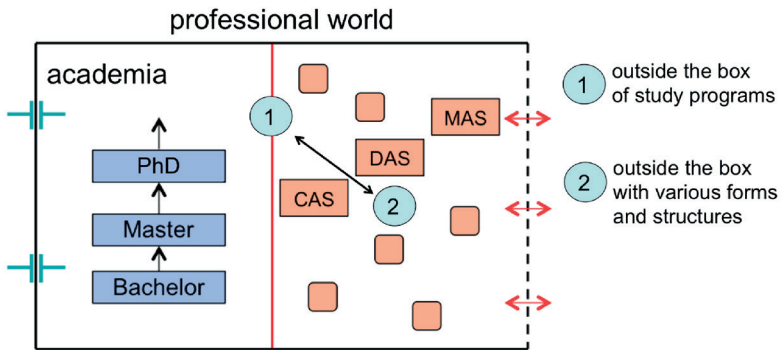 professional world
academia
PhD
Master
Bachelor
1
MAS
DAS
CAS
2
1
outside the box
of study programs
2
outside the box
with various forms
and structures